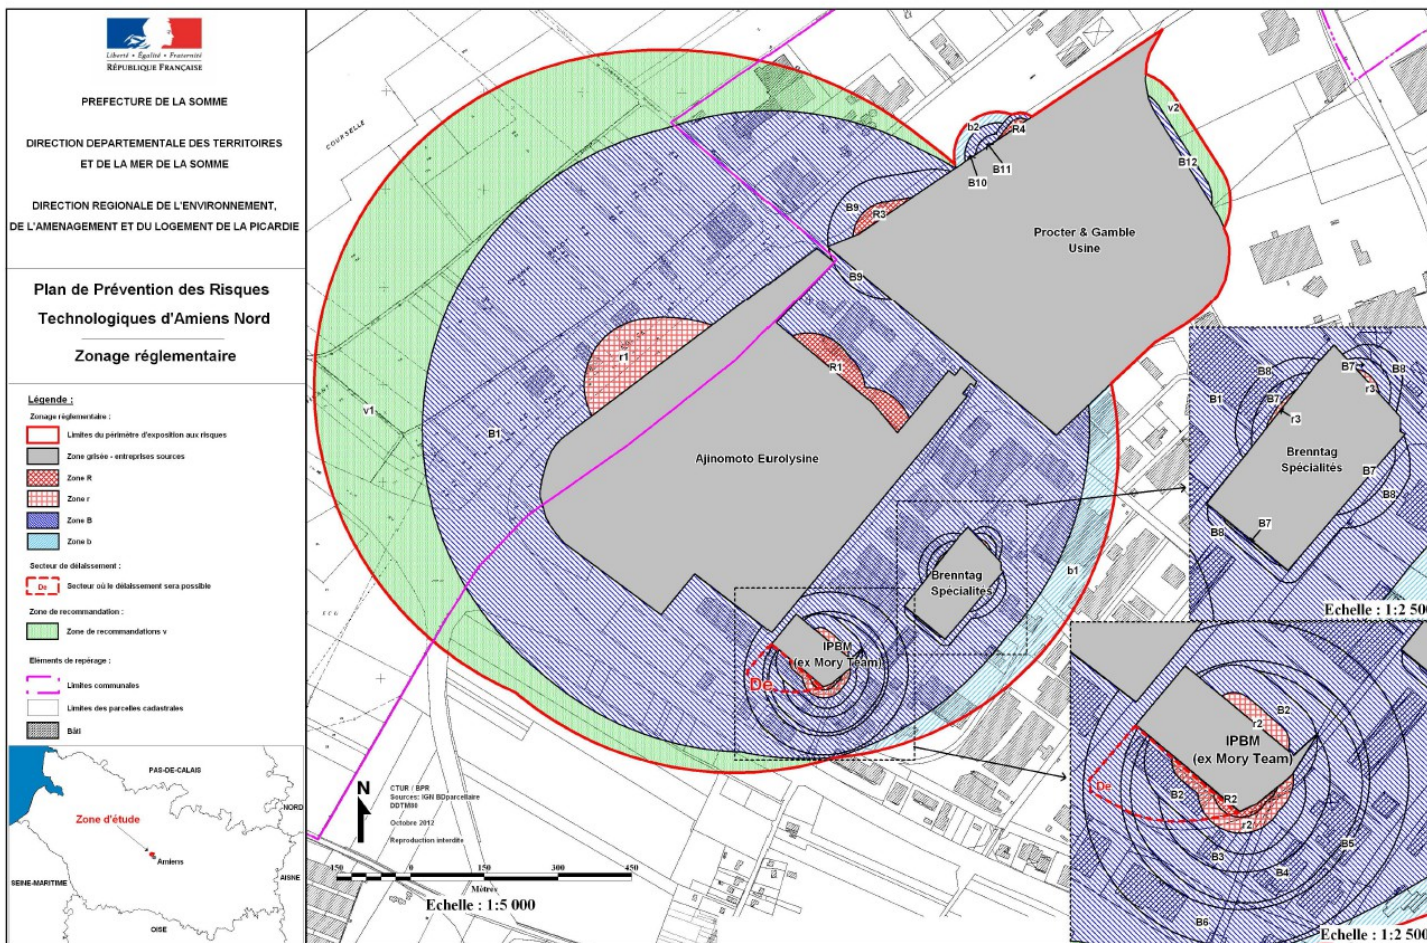 Liberté • Égalité • Fraternité
RÉPUBLIQUE FRANÇAISE
PREFECTURE DE LA SOMME
DIRECTION DEPARTEMENTALE DES TERRITOIRES
ET DE LA MER DE LA SOMME
DIRECTION REGIONALE DE L'ENVIRONNEMENT,
DE L'AMENAGEMENT ET DU LOGEMENT DE LA PICARDIE
Plan de Prévention des Risques
Technologiques d'Amiens Nord
Zonage réglementaire
Légende :
Zonage réglementaire :
Limites du périmètre d'exposition aux risques
Zone grisée - entreprises sources
Zone R
Zone r
Zone B
Zone b
Secteur de délaissement :
De Secteur où le délaissement sera possible
Zone de recommandation :
Zone de recommandations v
Eléments de repérage :
Limites communales
Limites des parcelles cadastrales
Bâti
PAS-DE-CALAIS
NORD
Zone d'étude
Amiens
SEINE-MARITIME
AISNE
OISE
COURSELLE
v1
B1
r1
R1
B9
R3
B9
b2
R4
B10
B11
v2
B12
Procter & Gamble
Usine
Ajinomoto Eurolysine
Brenntag
Spécialités
b1
IPBM
(ex Mory Team)
De
N
CTUR / BPR
Sources: IGN BDparcellaire
DDTM80
Octobre 2012
Reproduction interdite
150 0 150 300 450
Mètres
Echelle : 1:5 000
B1
B8
B7
r3
B7
B8
r3
Brenntag
Spécialités
B7
B8
B8
B7
Echelle : 1:2 500
r2
B2
IPBM
(ex Mory Team)
De
B2
R2
r2
B3
B4
B5
B6
Echelle : 1:2 500